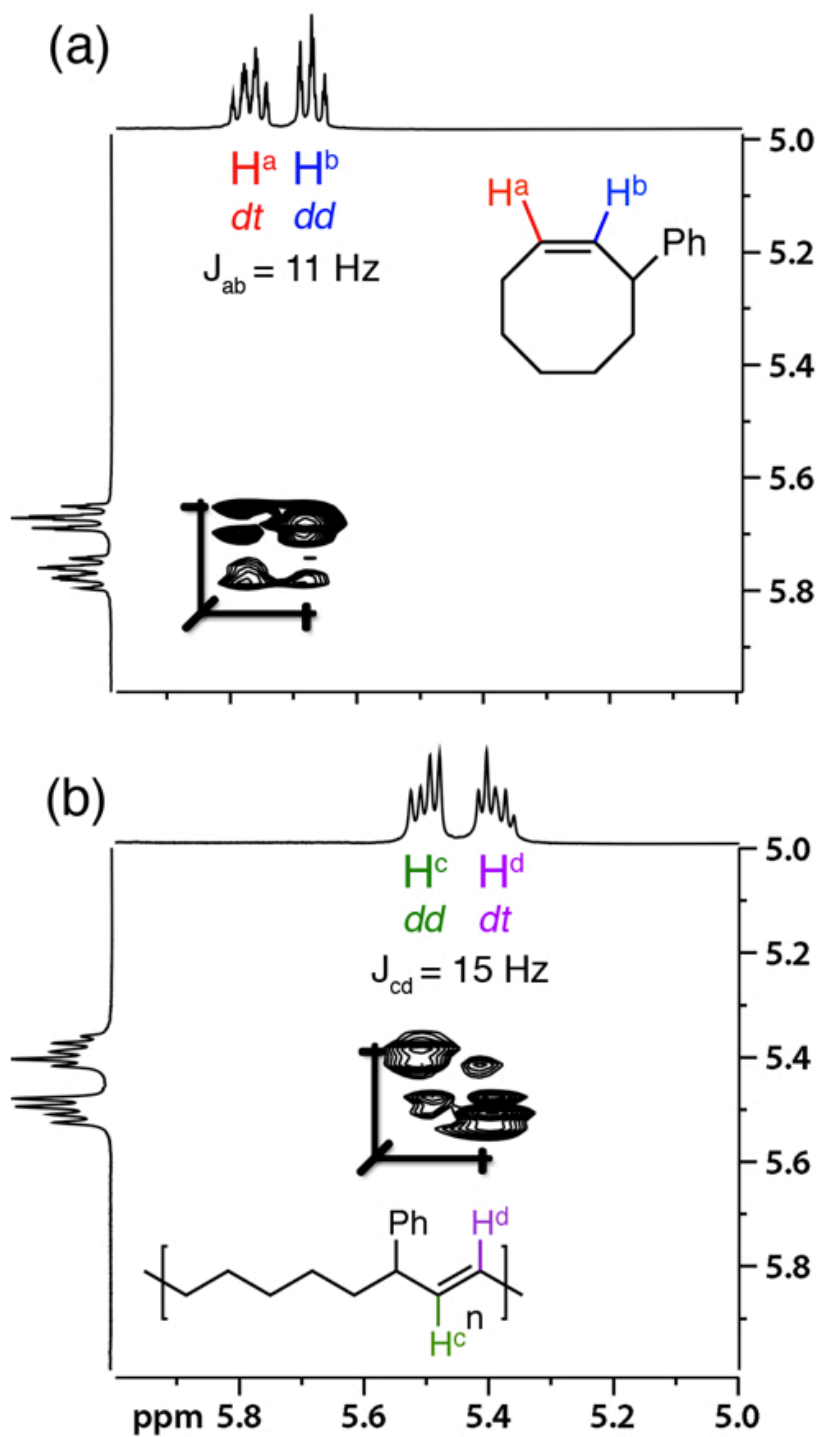 (a)
5.0
Hᵃ Hᵇ
dt dd
J_ab = 11 Hz
Hᵃ Hᵇ
Ph
5.2
5.4
5.6
5.8
(b)
5.0
Hᶜ Hᵈ
dd dt
J_cd = 15 Hz
5.2
5.4
5.6
Ph Hᵈ
5.8
n
Hᶜ
ppm 5.8 5.6 5.4 5.2 5.0